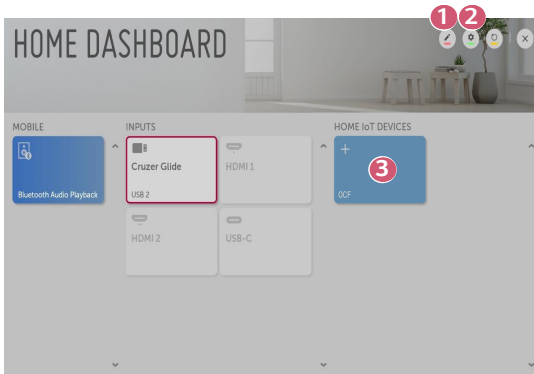 1 2
HOME DASHBOARD
MOBILE
INPUTS
HOME IoT DEVICES
Bluetooth Audio Playback
Cruzer Glide
USB 2
HDMI 1
OCF
3
HDMI 2
USB-C